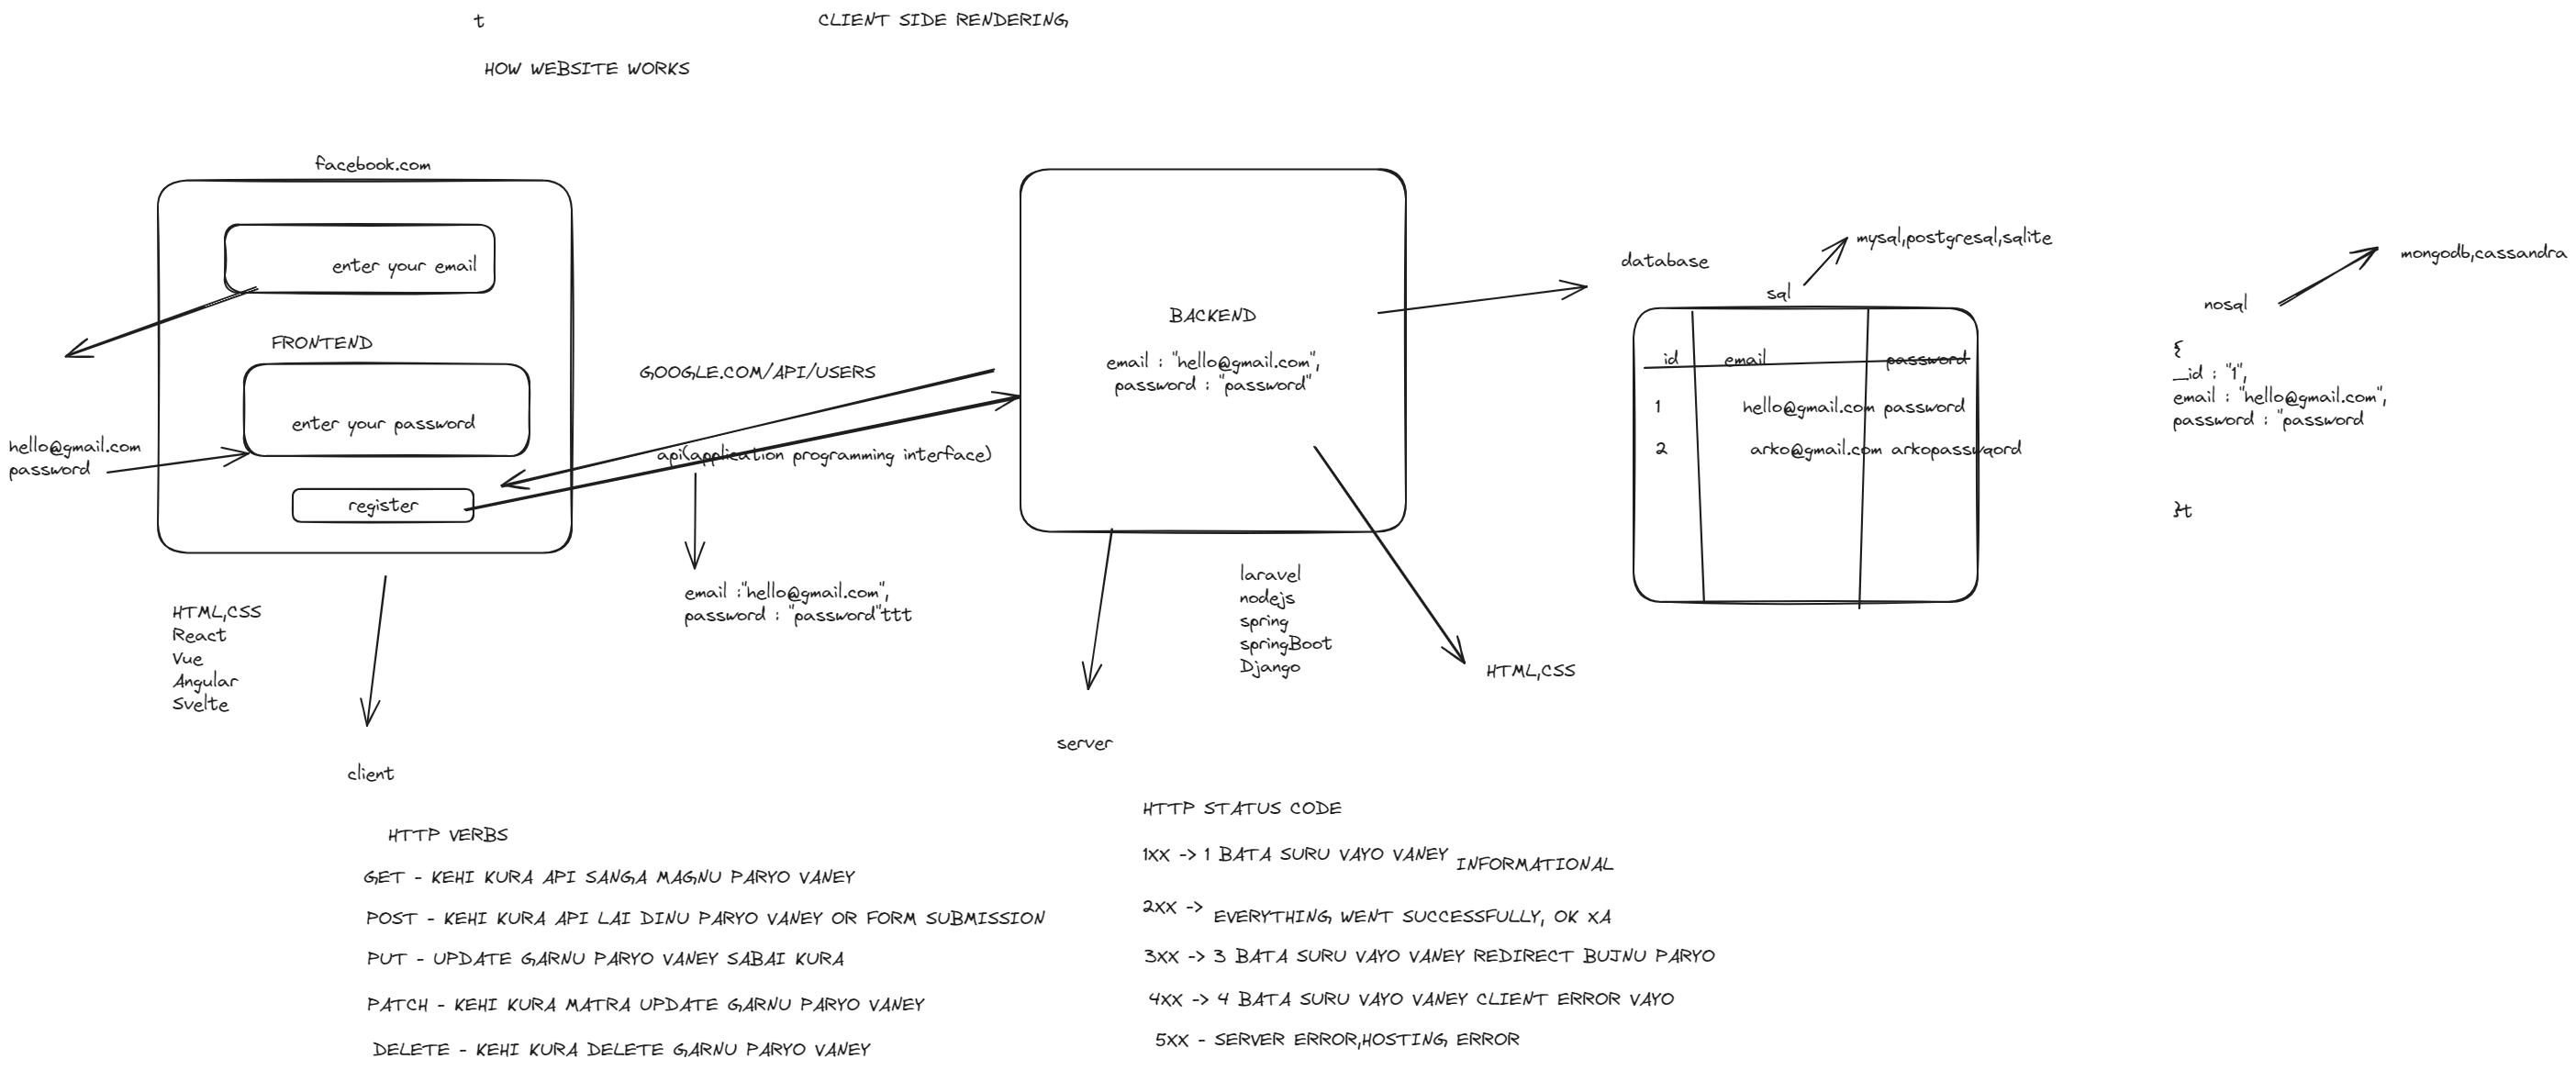 t
CLIENT SIDE RENDERING
HOW WEBSITE WORKS
facebook.com
enter your email
FRONTEND
enter your password
hello@gmail.com
password
register
GOOGLE.COM/API/USERS
api(application programming interface)
email :"hello@gmail.com",
password : "password"ttt
HTML,CSS
React
Vue
Angular
Svelte
client
BACKEND
email : "hello@gmail.com",
password : "password"
laravel
nodejs
spring
springBoot
Django
HTML,CSS
server
database
sql
mysql,postgresql,sqlite
id email password
1 hello@gmail.com password
2 arko@gmail.com arkopasswqord
nosql
mongodb,cassandra
{
_id : "1",
email : "hello@gmail.com",
password : "password
}t
HTTP VERBS
GET - KEHI KURA API SANGA MAGNU PARYO VANEY
POST - KEHI KURA API LAI DINU PARYO VANEY OR FORM SUBMISSION
PUT - UPDATE GARNU PARYO VANEY SABAI KURA
PATCH - KEHI KURA MATRA UPDATE GARNU PARYO VANEY
DELETE - KEHI KURA DELETE GARNU PARYO VANEY
HTTP STATUS CODE
1XX -> 1 BATA SURU VAYO VANEY INFORMATIONAL
2XX -> EVERYTHING WENT SUCCESSFULLY, OK XA
3XX -> 3 BATA SURU VAYO VANEY REDIRECT BUJNU PARYO
4XX -> 4 BATA SURU VAYO VANEY CLIENT ERROR VAYO
5XX - SERVER ERROR,HOSTING ERROR